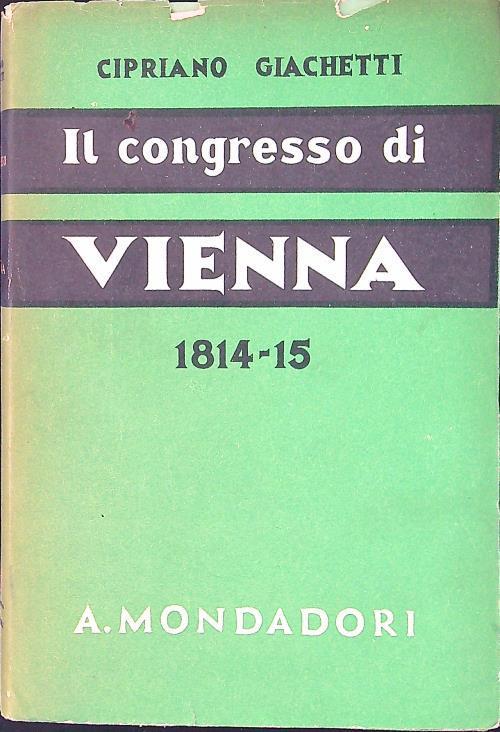 CIPRIANO GIACHETTI
Il congresso di
VIENNA
1814-15
A. MONDADORI